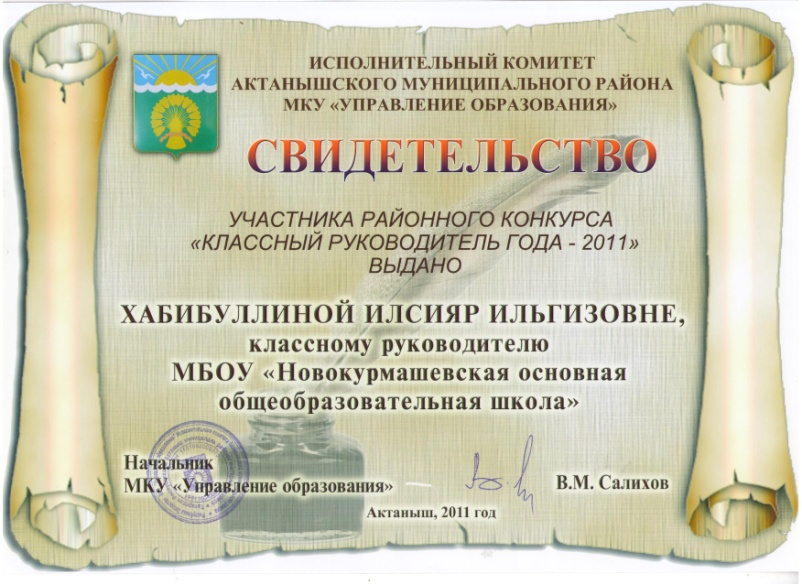 ИСПОЛНИТЕЛЬНЫЙ КОМИТЕТ
АКТАНЫШСКОГО МУНИЦИПАЛЬНОГО РАЙОНА
МКУ «УПРАВЛЕНИЕ ОБРАЗОВАНИЯ»
СВИДЕТЕЛЬСТВО
УЧАСТНИКА РАЙОННОГО КОНКУРСА
«КЛАССНЫЙ РУКОВОДИТЕЛЬ ГОДА - 2011»
ВЫДАНО
ХАБИБУЛЛИНОЙ ИЛСИЯР ИЛЬГИЗОВНЕ,
классному руководителю
МБОУ «Новокурмашевская основная
общеобразовательная школа»
Начальник
МКУ «Управление образования»
В.М. Салихов
Актаныш, 2011 год